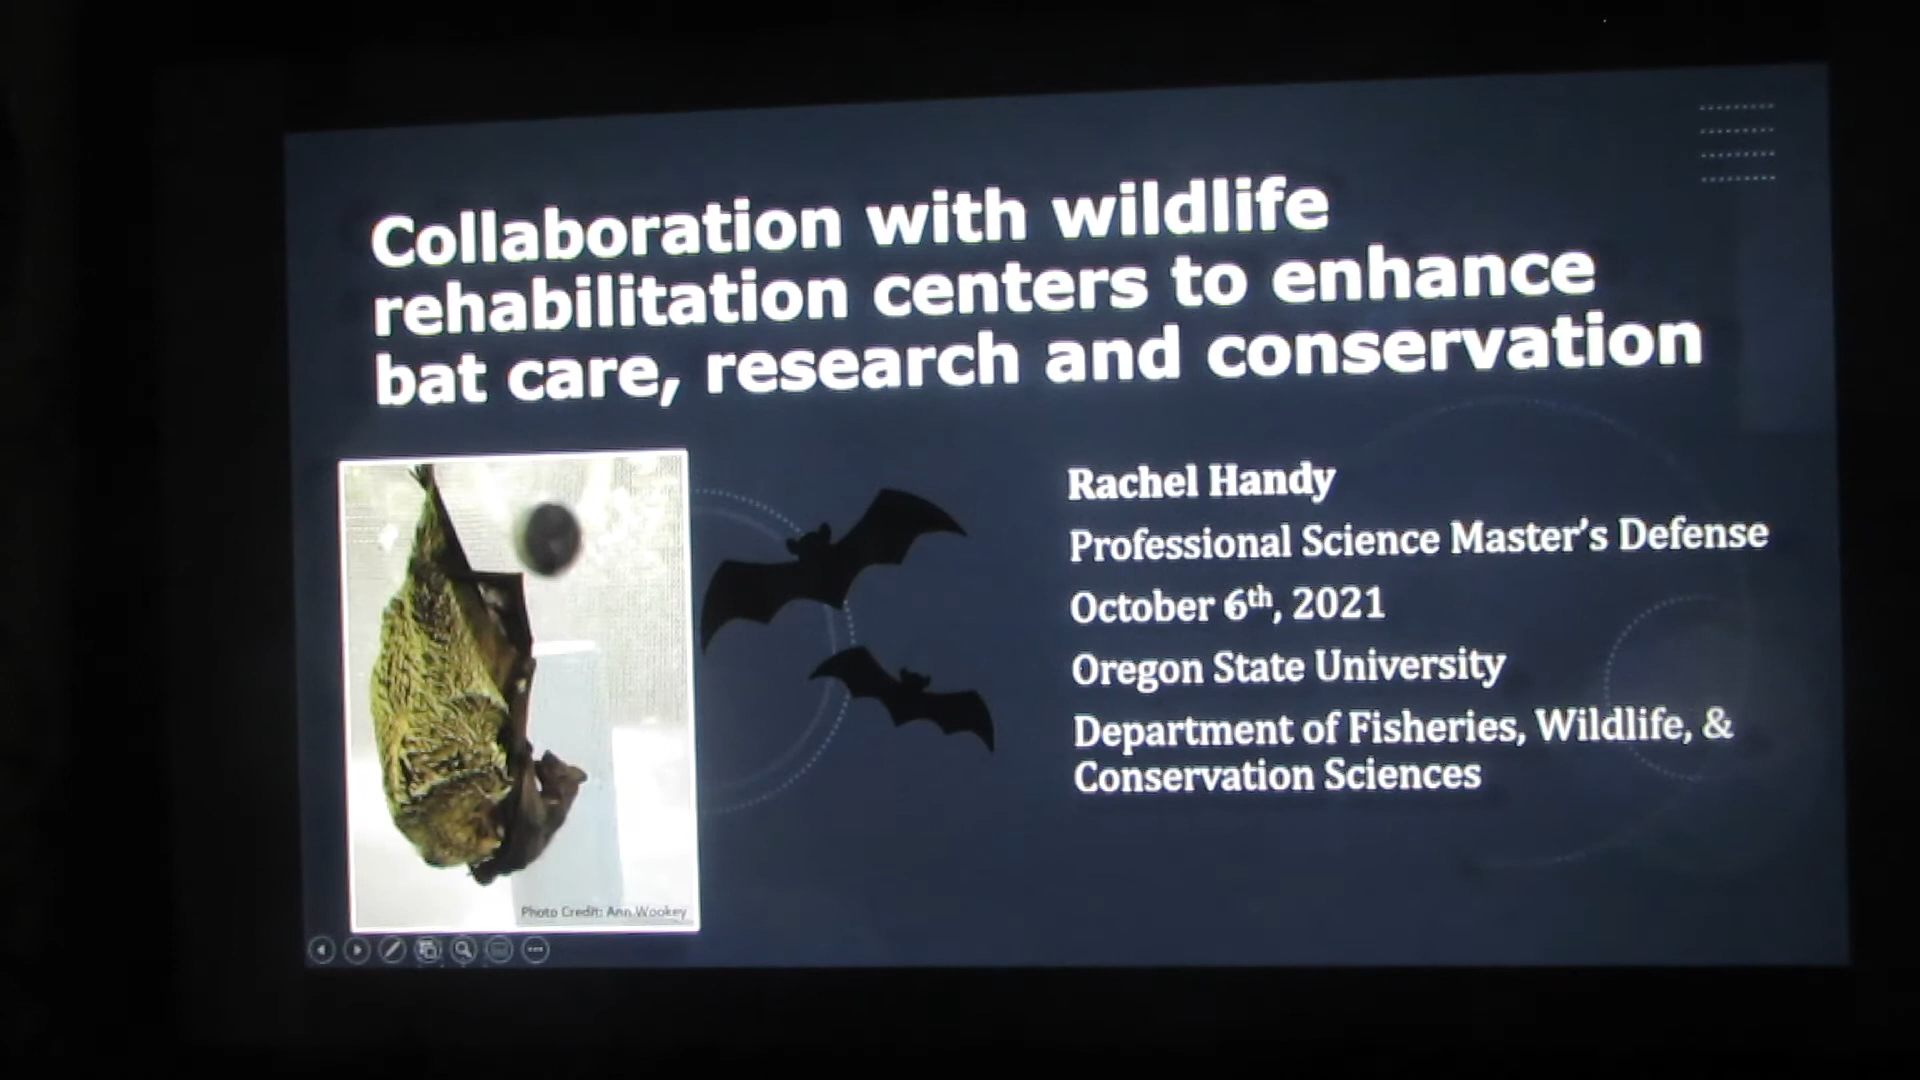 Collaboration with wildlife
rehabilitation centers to enhance
bat care, research and conservation
Rachel Handy
Professional Science Master's Defense
October 6th, 2021
Oregon State University
Department of Fisheries, Wildlife, &
Conservation Sciences
Photo Credit: Ann Wookey